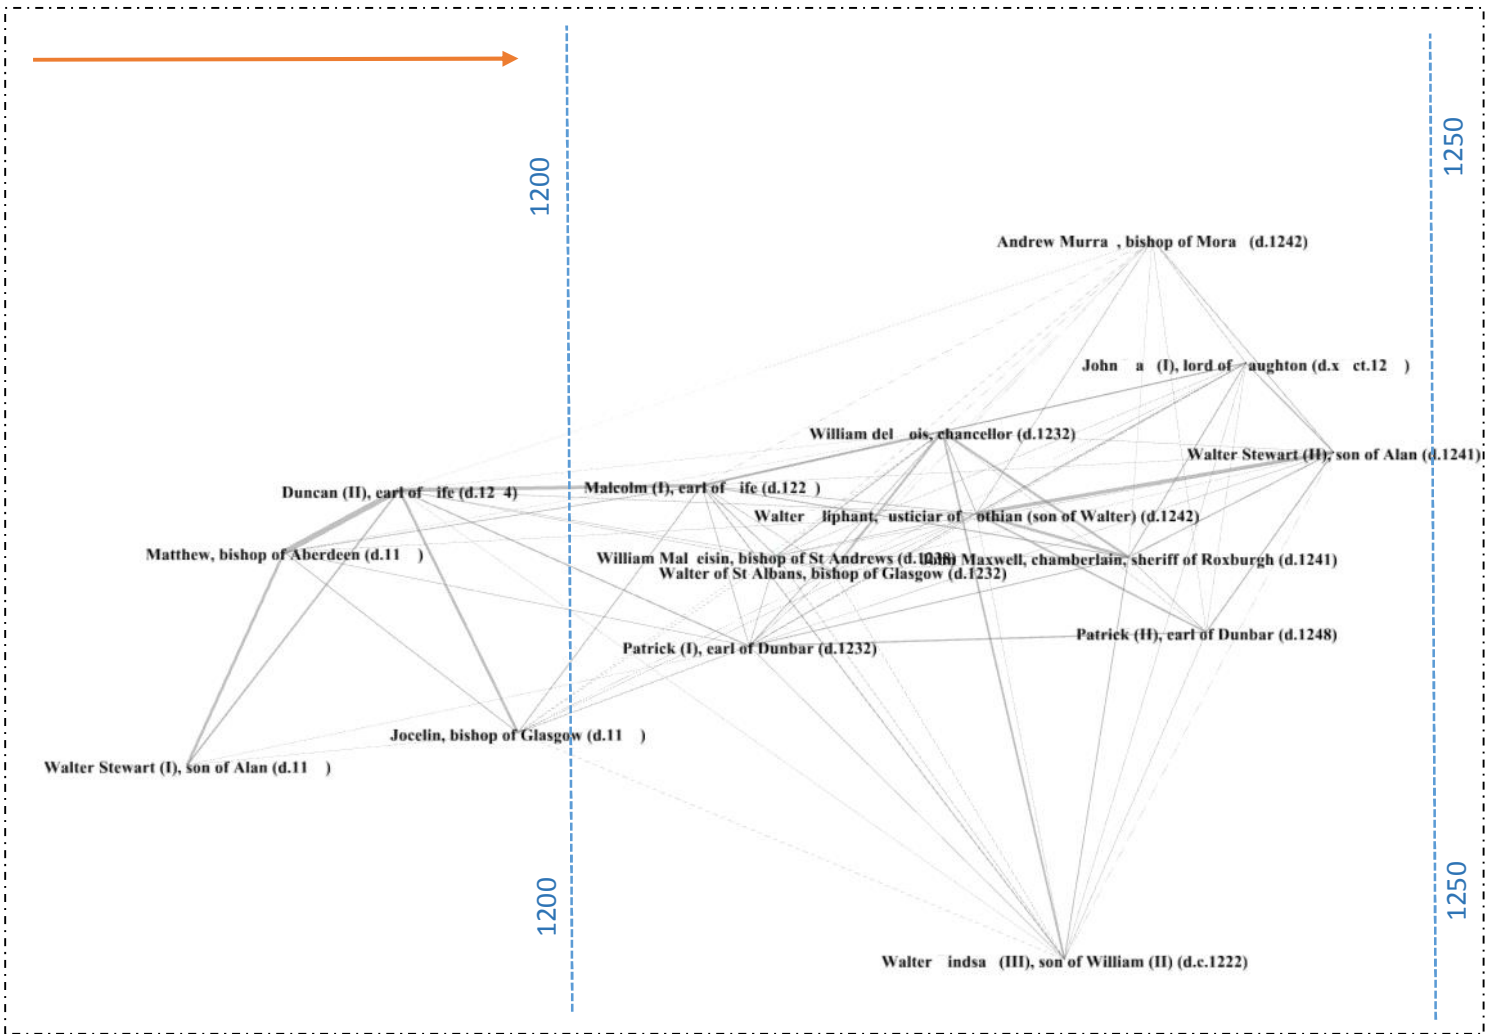 1200
1250
Andrew Murra , bishop of Mora (d.1242)
John a (I), lord of aughton (d.x ct.12 )
William del ois, chancellor (d.1232)
Walter Stewart (II), son of Alan (d.1241)
Duncan (II), earl of ife (d.12 4)
Malcolm (I), earl of ife (d.122 )
Walter liphant, usticiar of othian (son of Walter) (d.1242)
Matthew, bishop of Aberdeen (d.11 )
William Mal eisin, bishop of St Andrews (d.1238)
Maxwell, chamberlain, sheriff of Roxburgh (d.1241)
Walter of St Albans, bishop of Glasgow (d.1232)
Patrick (II), earl of Dunbar (d.1248)
Patrick (I), earl of Dunbar (d.1232)
Jocelin, bishop of Glasgow (d.11 )
Walter Stewart (I), son of Alan (d.11 )
1200
1250
Walter indsa (III), son of William (II) (d.c.1222)